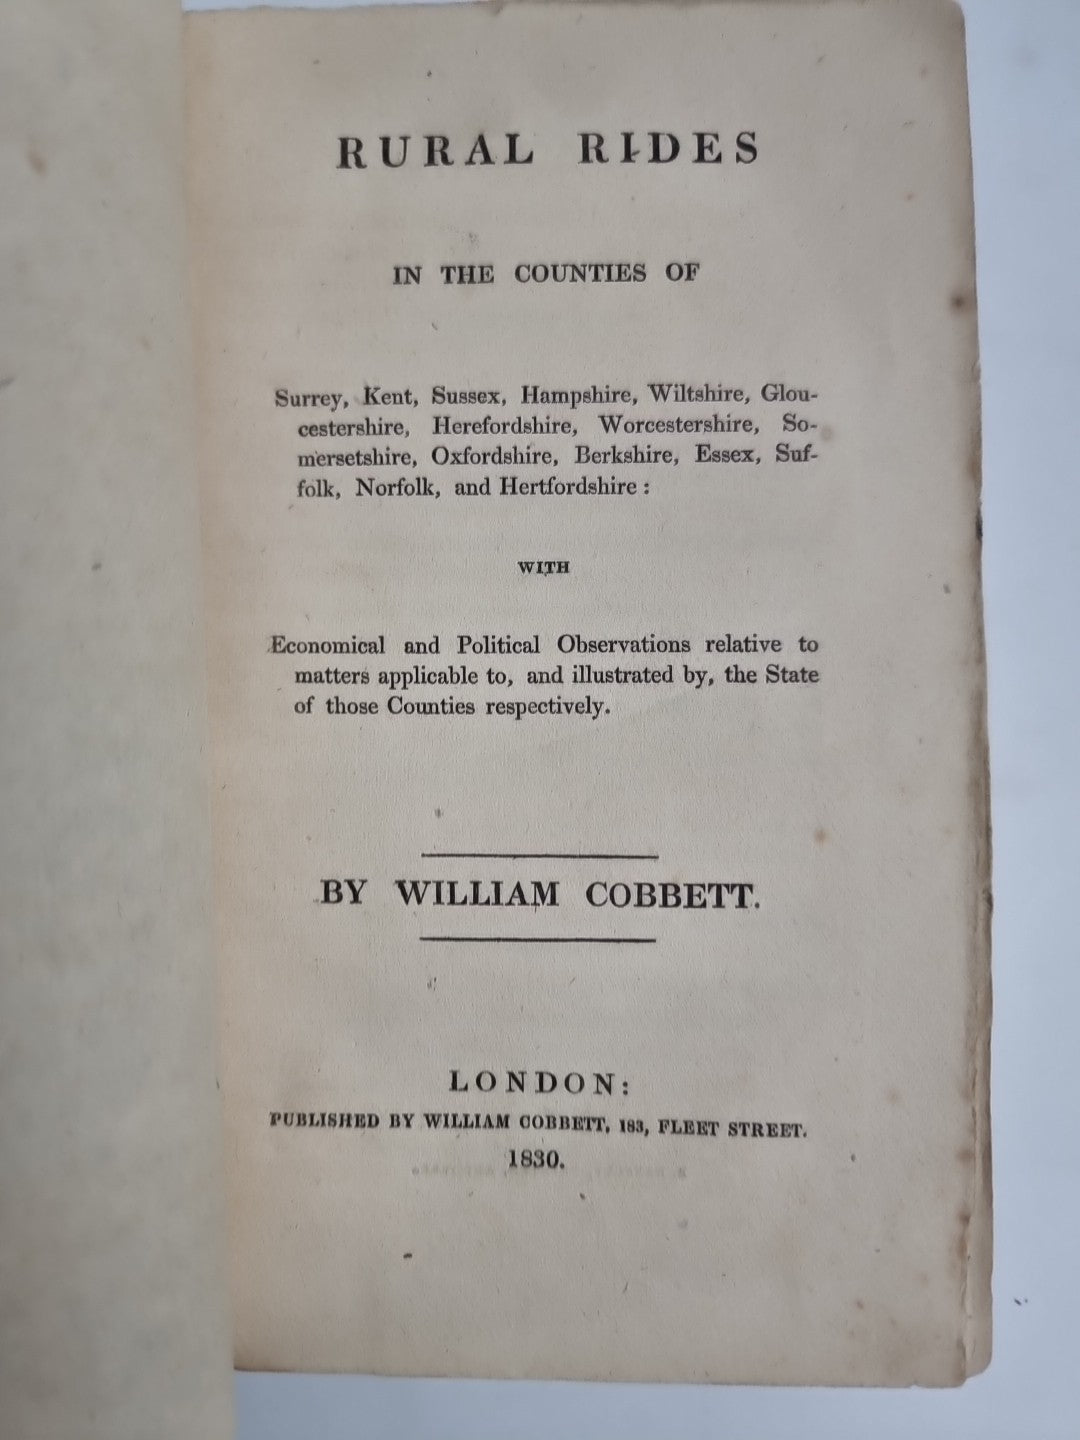 RURAL RIDES
IN THE COUNTIES OF
Surrey, Kent, Sussex, Hampshire, Wiltshire, Glou-
cestershire, Herefordshire, Worcestershire, So-
mersetshire, Oxfordshire, Berkshire, Essex, Suf-
folk, Norfolk, and Hertfordshire:
WITH
Economical and Political Observations relative to
matters applicable to, and illustrated by, the State
of those Counties respectively.
BY WILLIAM COBBETT.
LONDON:
PUBLISHED BY WILLIAM COBBETT, 183, FLEET STREET.
1830.